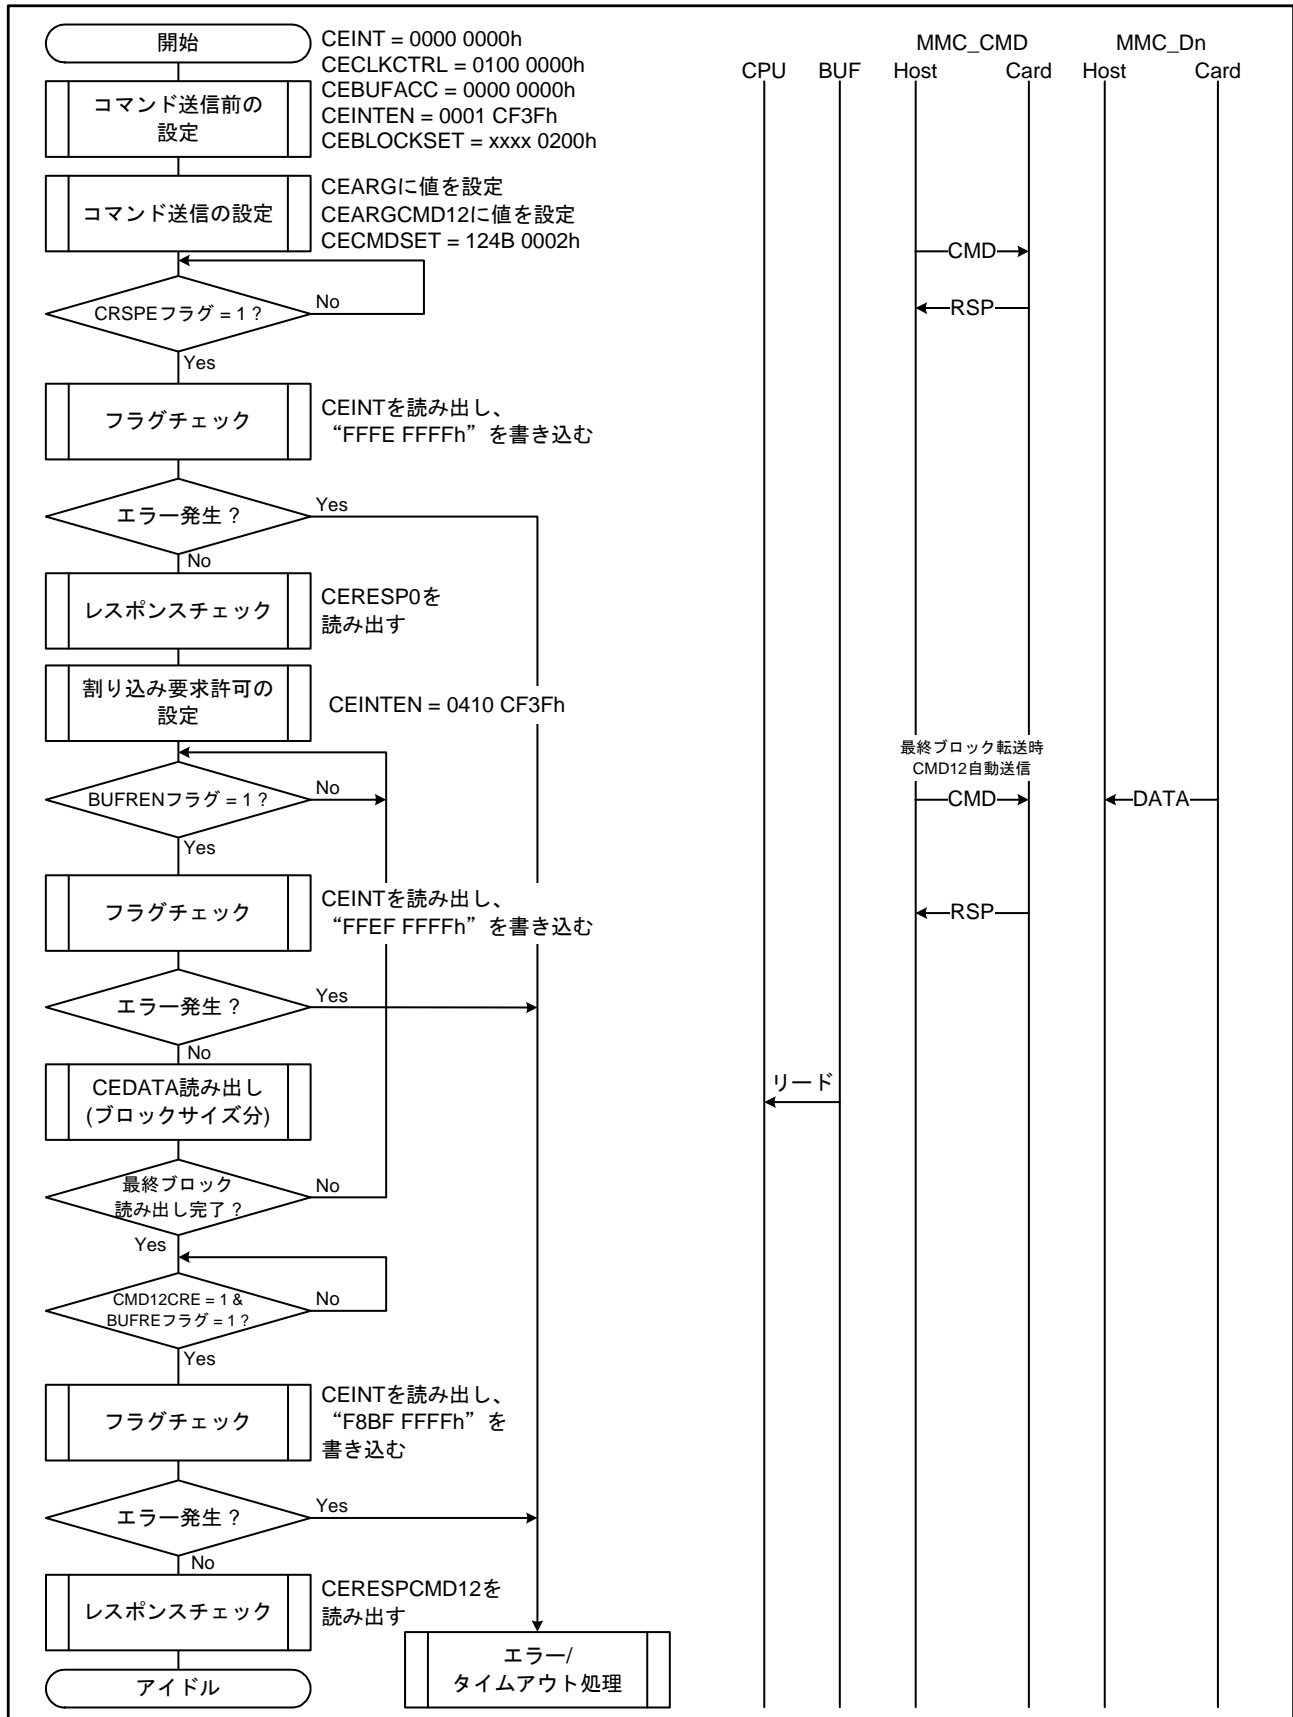 開始
CEINT = 0000 0000h
CECLKCTRL = 0100 0000h
CEBUFACC = 0000 0000h
CEINTEN = 0001 CF3Fh
CEBLOCKSET = xxxx 0200h
コマンド送信前の
設定
コマンド送信の設定
CEARGに値を設定
CEARGCMD12に値を設定
CECMDSET = 124B 0002h
CRSPEフラグ = 1 ?
No
Yes
フラグチェック
CEINTを読み出し、
“FFFE FFFFh”を書き込む
エラー発生 ?
Yes
No
レスポンスチェック
CERESP0を
読み出す
割り込み要求許可の
設定
CEINTEN = 0410 CF3Fh
BUFRENフラグ = 1 ?
No
Yes
フラグチェック
CEINTを読み出し、
“FFEF FFFFh”を書き込む
エラー発生 ?
Yes
No
CEDATA読み出し
(ブロックサイズ分)
最終ブロック
読み出し完了 ?
No
Yes
CMD12CRE = 1 &
BUFREフラグ = 1 ?
No
Yes
フラグチェック
CEINTを読み出し、
“F8BF FFFFh”を
書き込む
エラー発生 ?
Yes
No
レスポンスチェック
CERESPCMD12を
読み出す
エラー/
タイムアウト処理
アイドル
MMC_CMD
MMC_Dn
CPU
BUF
Host
Card
Host
Card
CMD
RSP
最終ブロック転送時
CMD12自動送信
CMD
DATA
RSP
リード